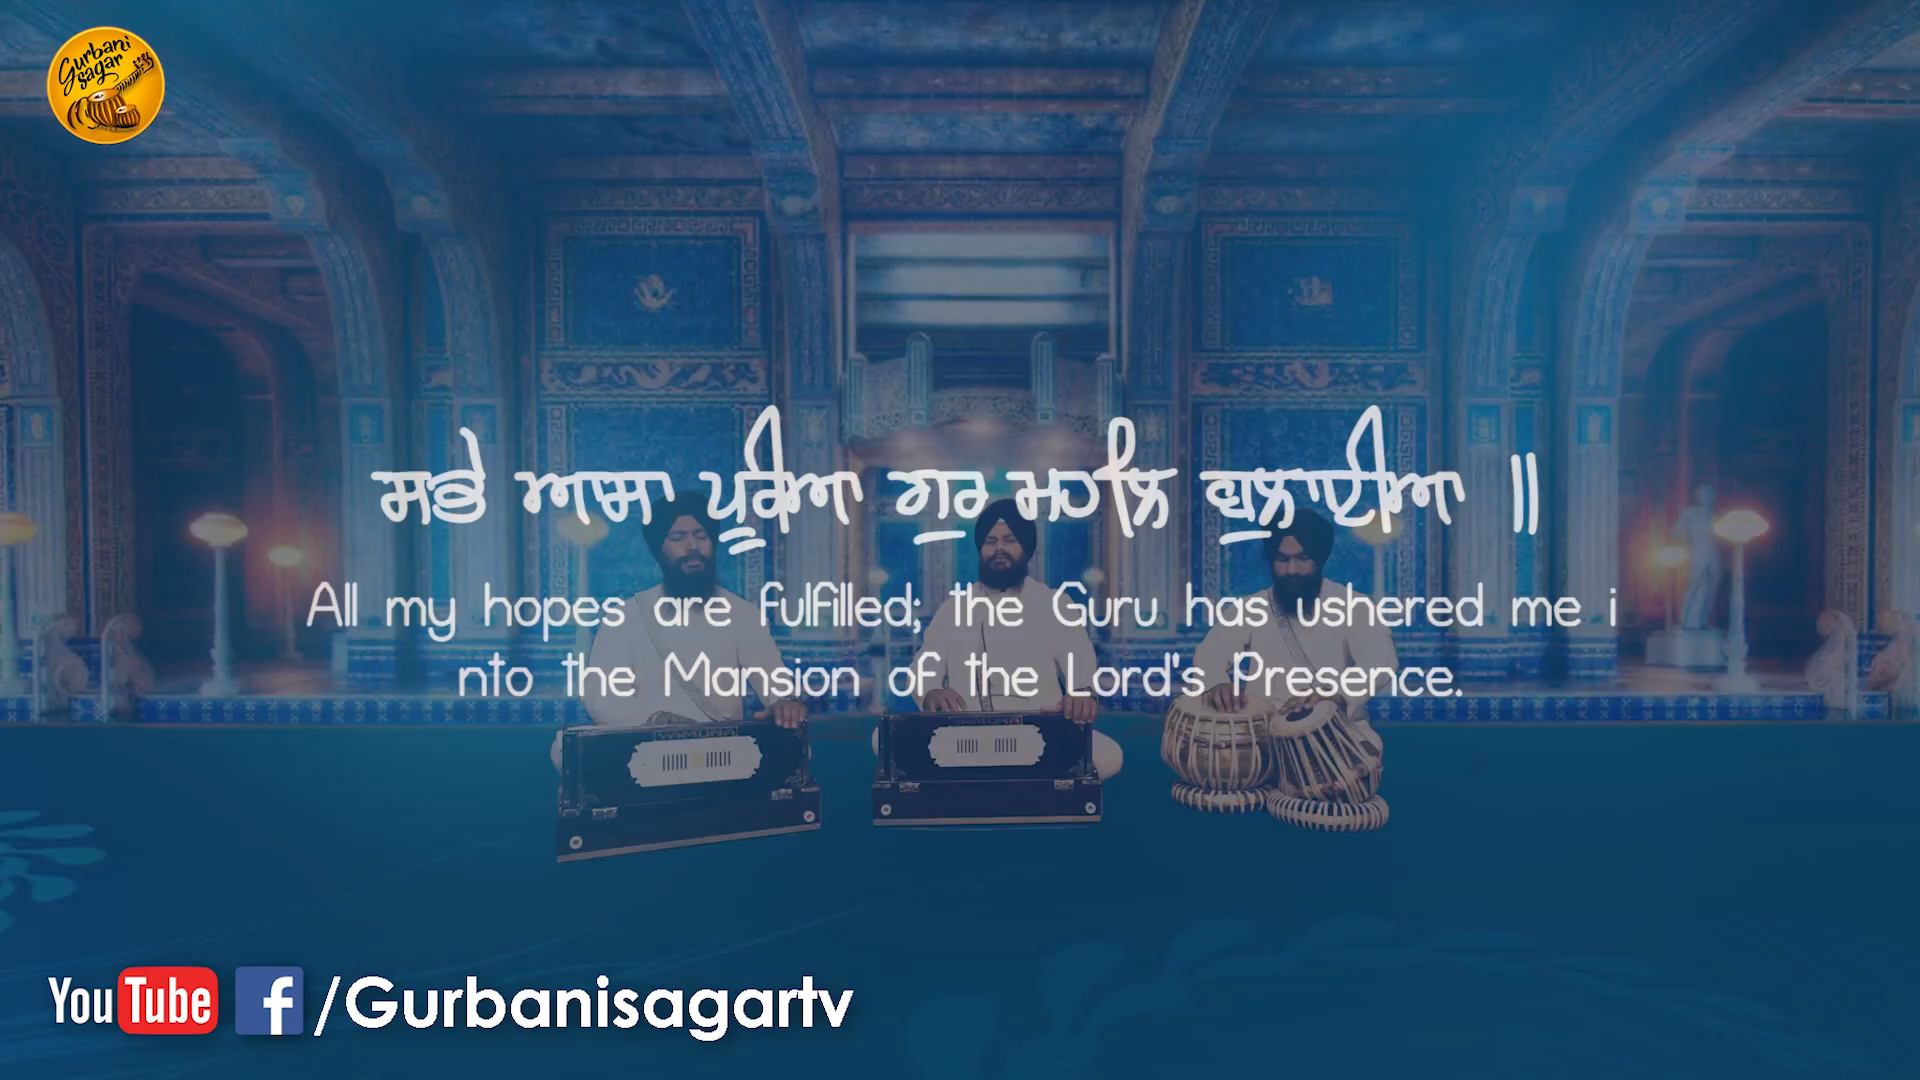 Gurbani
Sagar
ਸਭੇ ਆਸਾ ਪੂਰੀਆ ਗੁਰ ਮਹਲਿ ਬੁਲਾਈਆ ॥
All my hopes are fulfilled; the Guru has ushered me i
nto the Mansion of the Lord's Presence.
YAMUNA
YouTube f /Gurbanisagartv